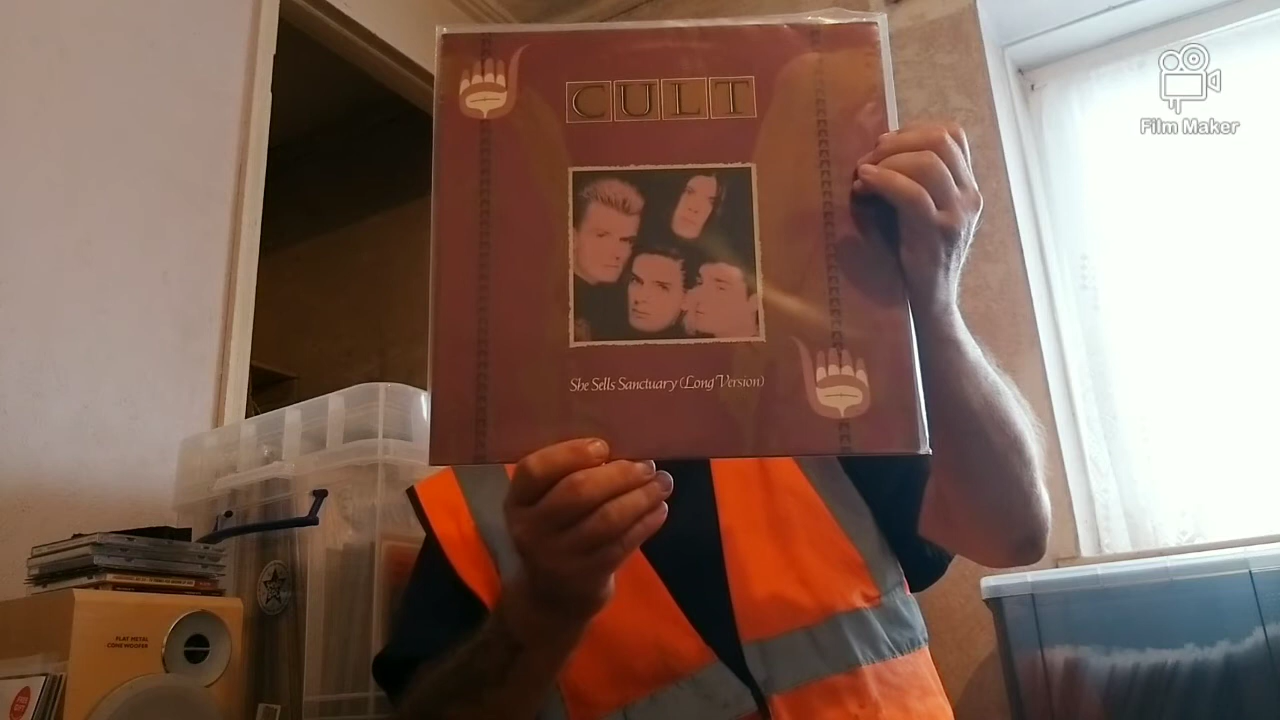 CULT
Film Maker
She Sells Sanctuary (Long Version)
FLAT METAL
CONE WOOFER